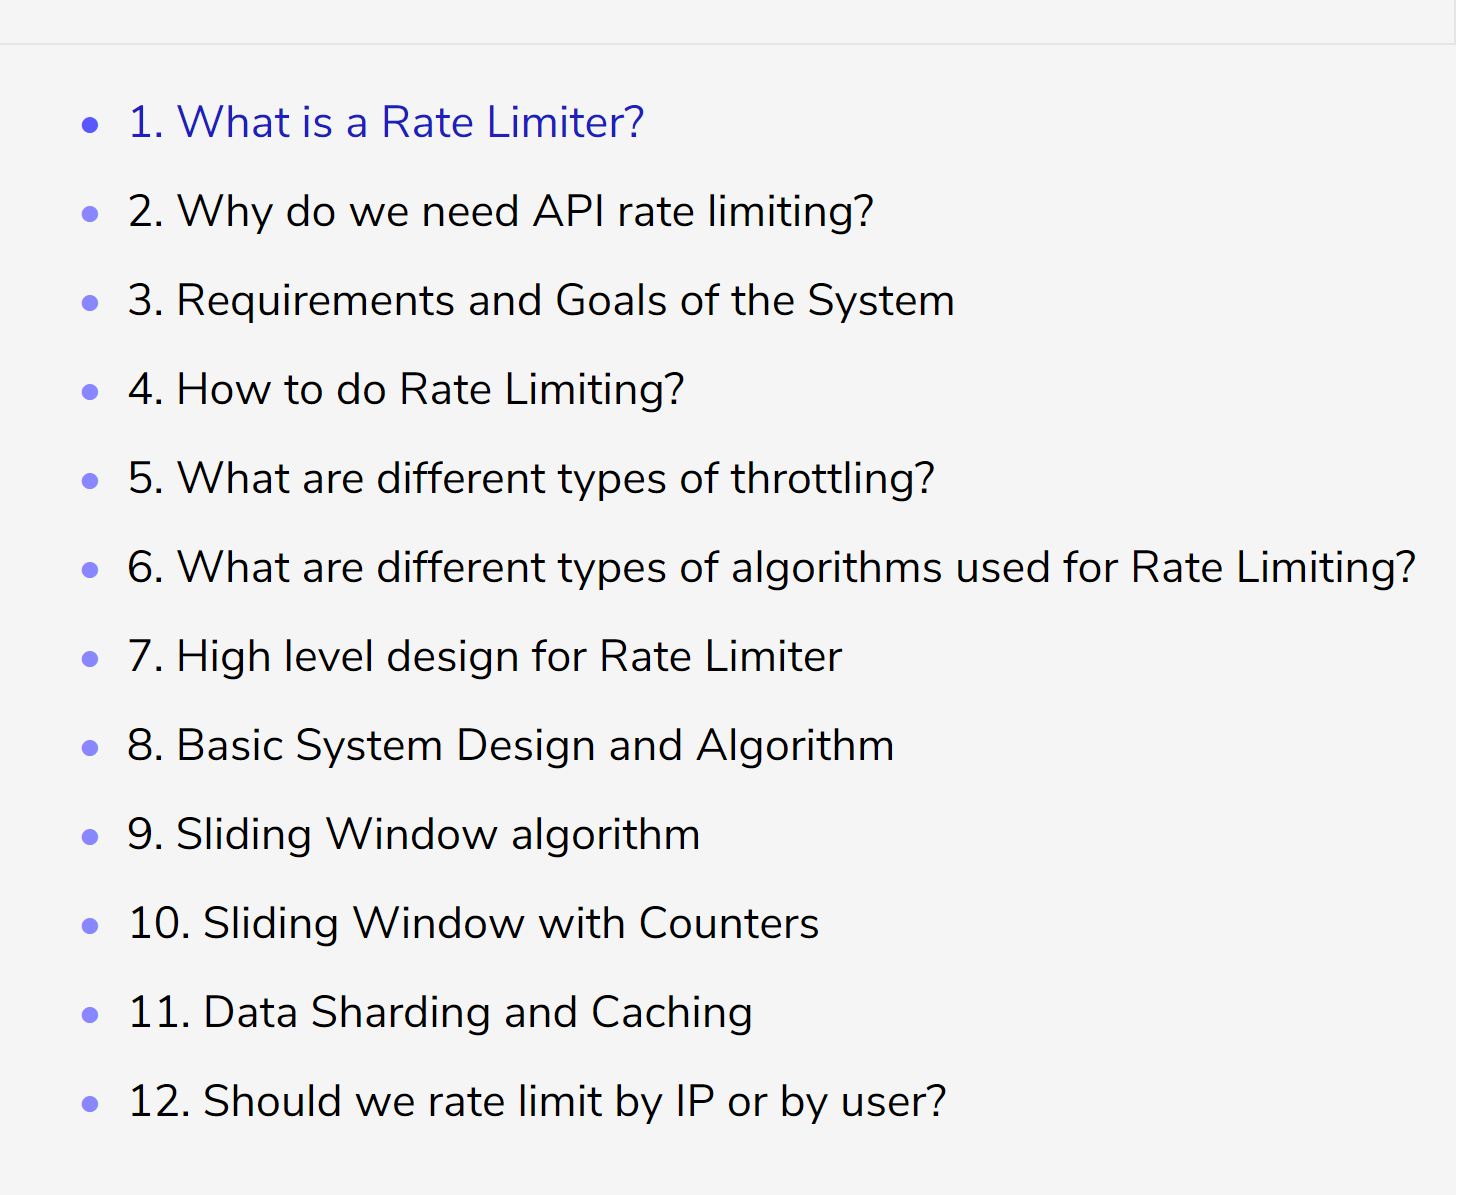 1. What is a Rate Limiter?
2. Why do we need API rate limiting?
3. Requirements and Goals of the System
4. How to do Rate Limiting?
5. What are different types of throttling?
6. What are different types of algorithms used for Rate Limiting?
7. High level design for Rate Limiter
8. Basic System Design and Algorithm
9. Sliding Window algorithm
10. Sliding Window with Counters
11. Data Sharding and Caching
12. Should we rate limit by IP or by user?